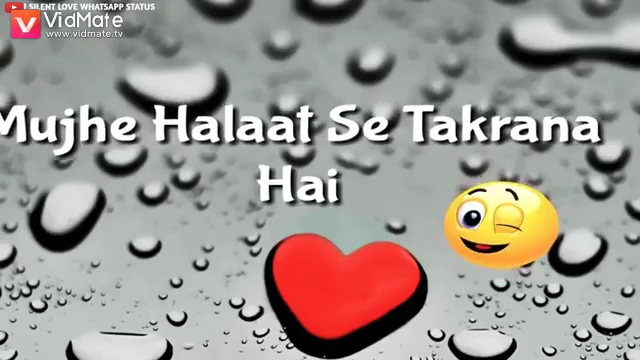 SILENT LOVE WHATSAPP STATUS
VidMate
www.vidmate.tv
Mujhe Halaat Se Takrana
Hai